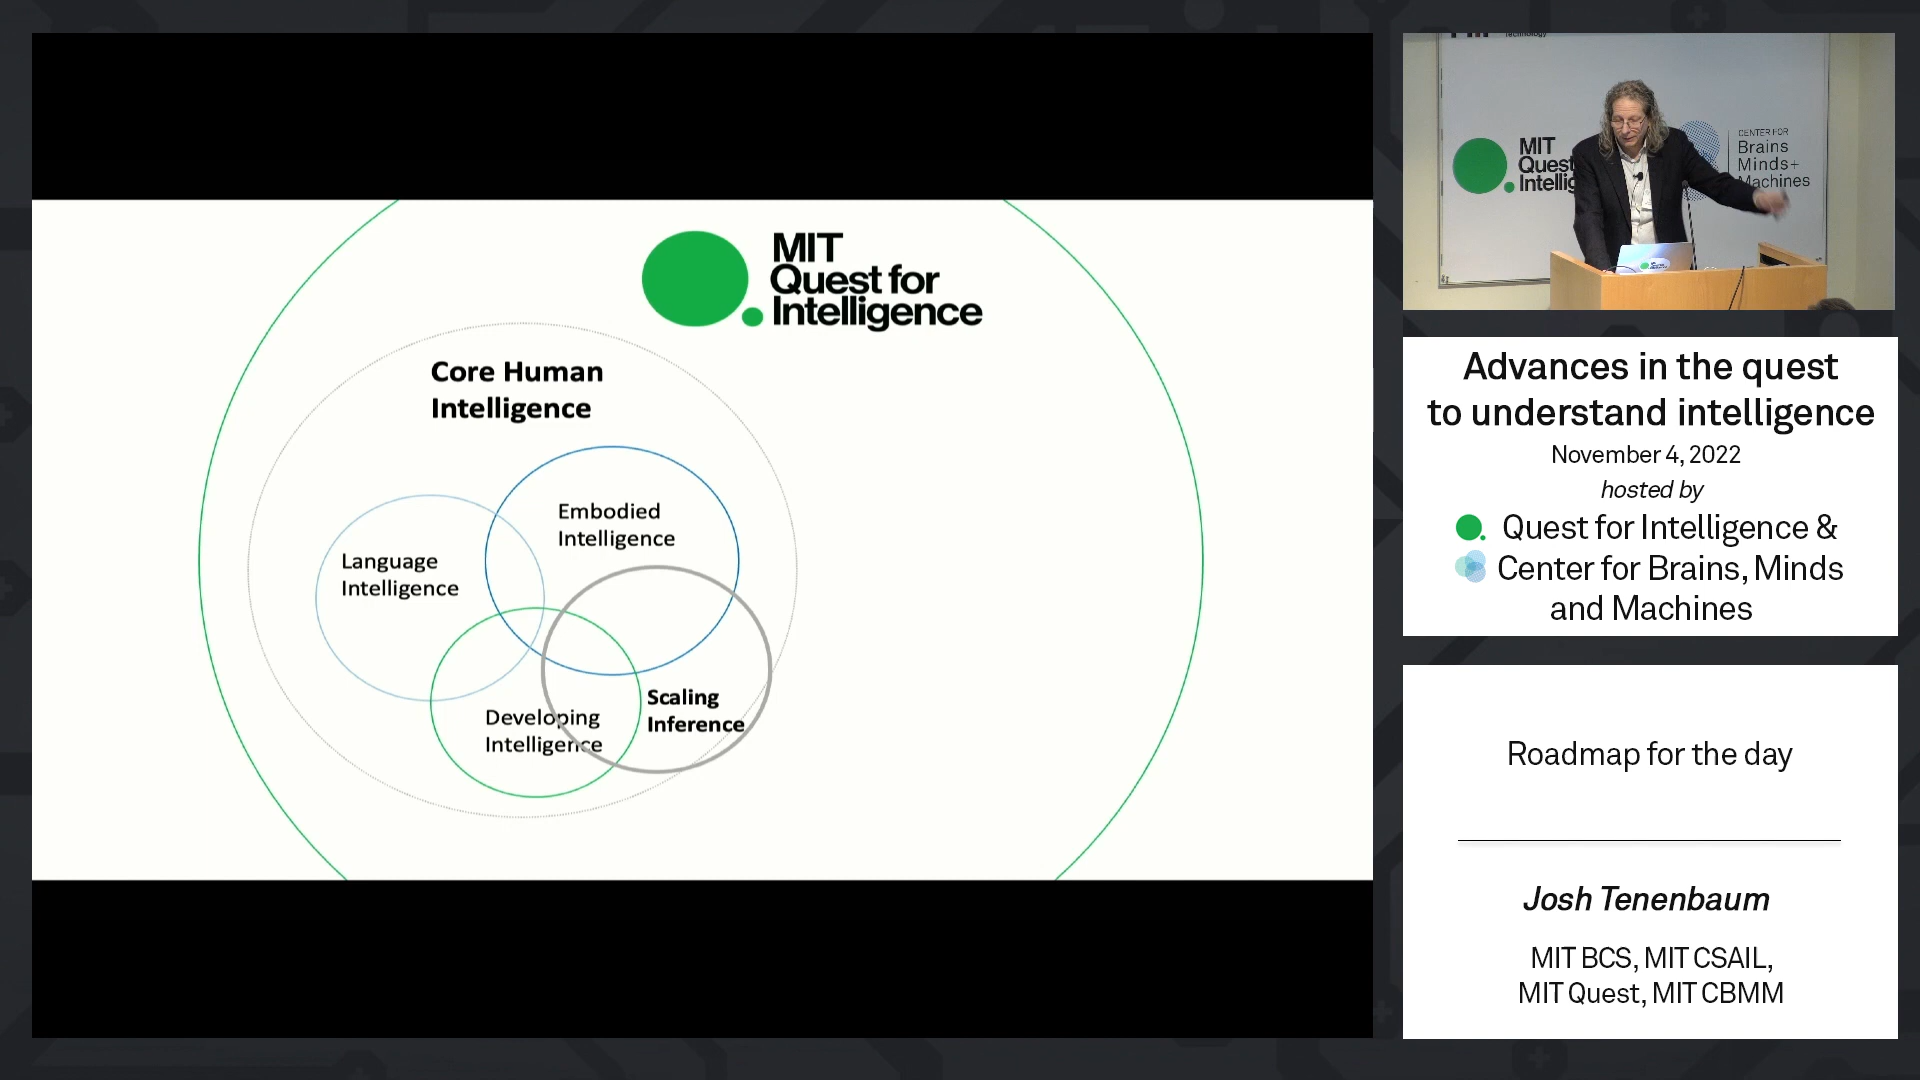 MIT
Quest for
Intelligence
Core Human
Intelligence
Embodied
Intelligence
Language
Intelligence
Scaling
Inference
Developing
Intelligence
Technology
MIT
Quest
Intellig
CENTER FOR
Brains
Minds+
Machines
Advances in the quest
to understand intelligence
November 4, 2022
hosted by
Quest for Intelligence &
Center for Brains, Minds
and Machines
Roadmap for the day
Josh Tenenbaum
MIT BCS, MIT CSAIL,
MIT Quest, MIT CBMM